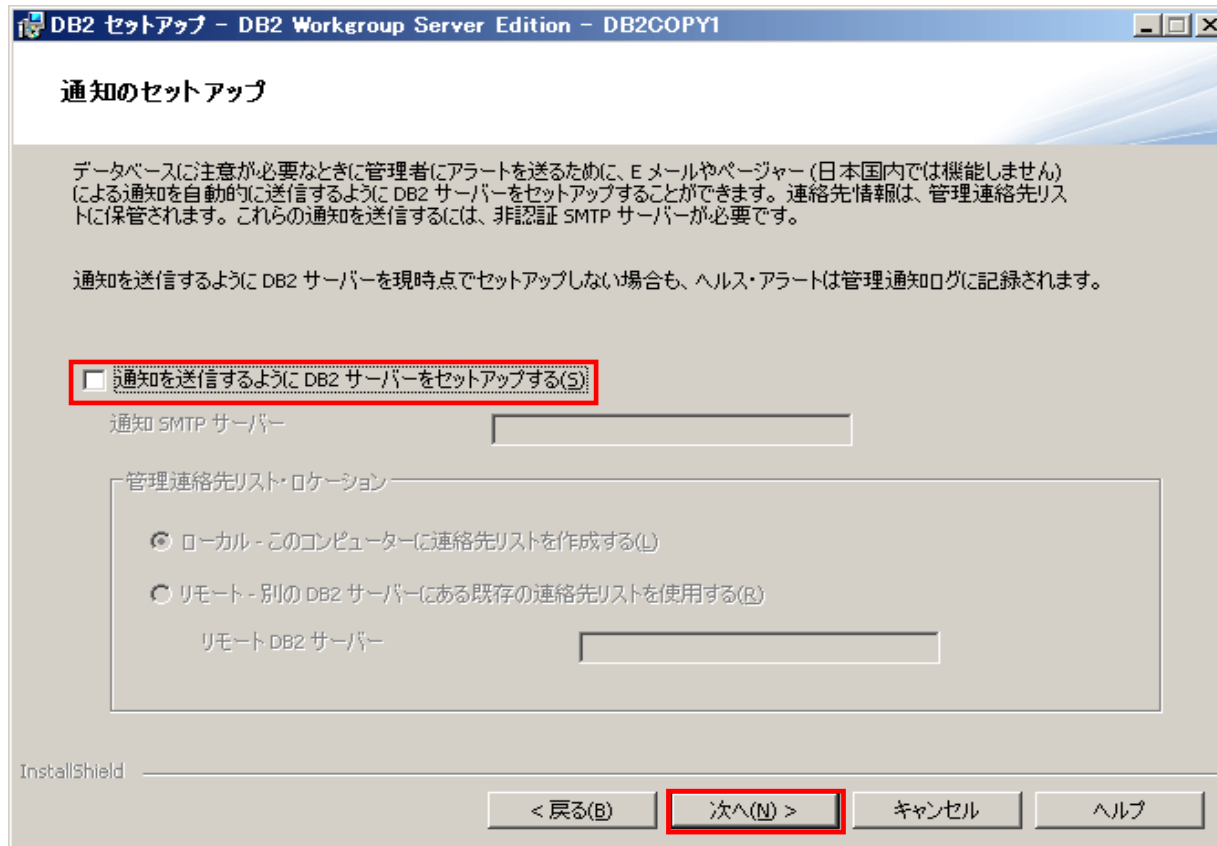 DB2 セットアップ - DB2 Workgroup Server Edition - DB2COPY1
通知のセットアップ
データベースに注意が必要なときに管理者にアラートを送るために、E メールやページャー (日本国内では機能しません)
による通知を自動的に送信するように DB2 サーバーをセットアップすることができます。連絡先情報は、管理連絡先リス
トに保管されます。これらの通知を送信するには、非認証 SMTP サーバーが必要です。
通知を送信するように DB2 サーバーを現時点でセットアップしない場合も、ヘルス・アラートは管理通知ログに記録されます。
通知を送信するように DB2 サーバーをセットアップする(S)
通知 SMTP サーバー
管理連絡先リスト・ロケーション
ローカル - このコンピューターに連絡先リストを作成する(L)
リモート - 別の DB2 サーバーにある既存の連絡先リストを使用する(R)
リモート DB2 サーバー
InstallShield
< 戻る(B) 次へ(N) > キャンセル ヘルプ